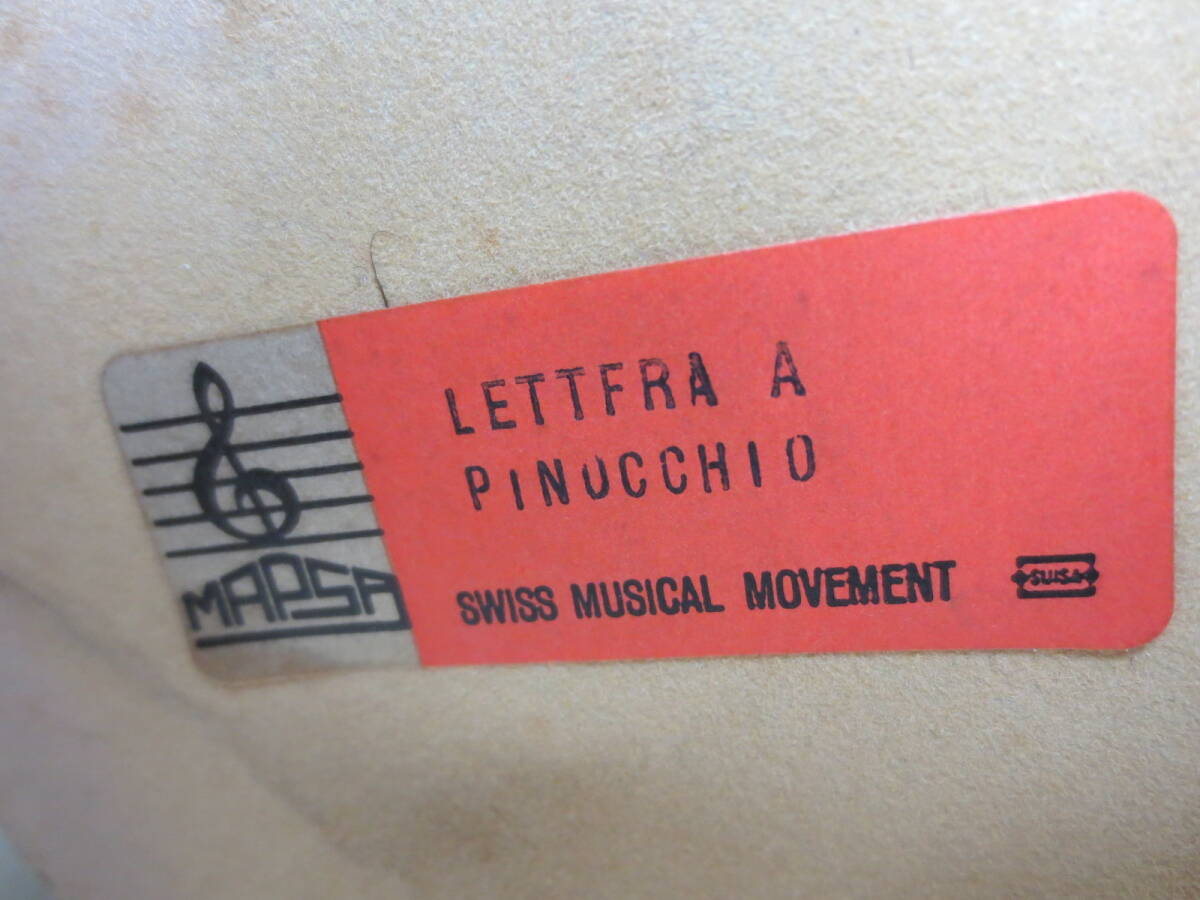 LETTFRA A
PINOCCHIO
MAPSA
SWISS MUSICAL MOVEMENT
SUISA